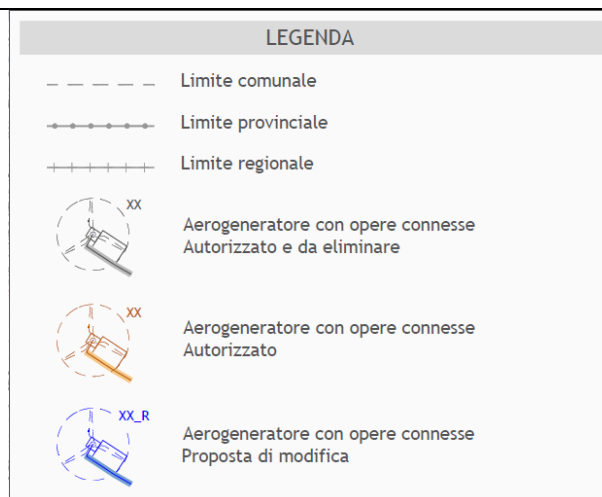 LEGENDA
Limite comunale
Limite provinciale
Limite regionale
XX
Aerogeneratore con opere connesse
Autorizzato e da eliminare
XX
Aerogeneratore con opere connesse
Autorizzato
XX_R
Aerogeneratore con opere connesse
Proposta di modifica